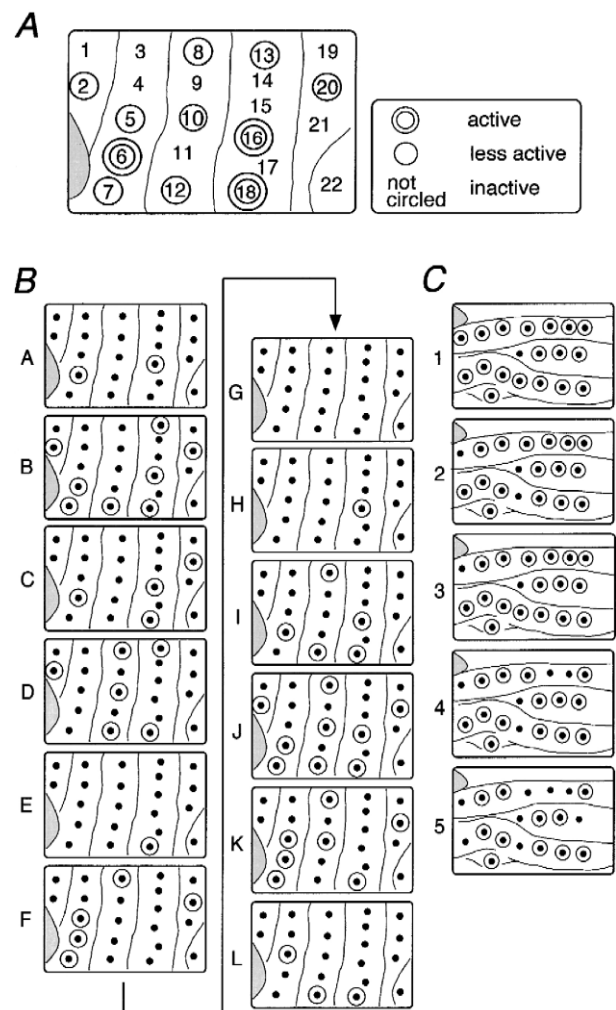 A
1 3 8 13 19
2 4 9 14 20
5 10 15
16 21
6 11
17
7 12 18 22
active
less active
not circled inactive
B
A
B
C
D
E
F
G
H
I
J
K
L
C
1
2
3
4
5